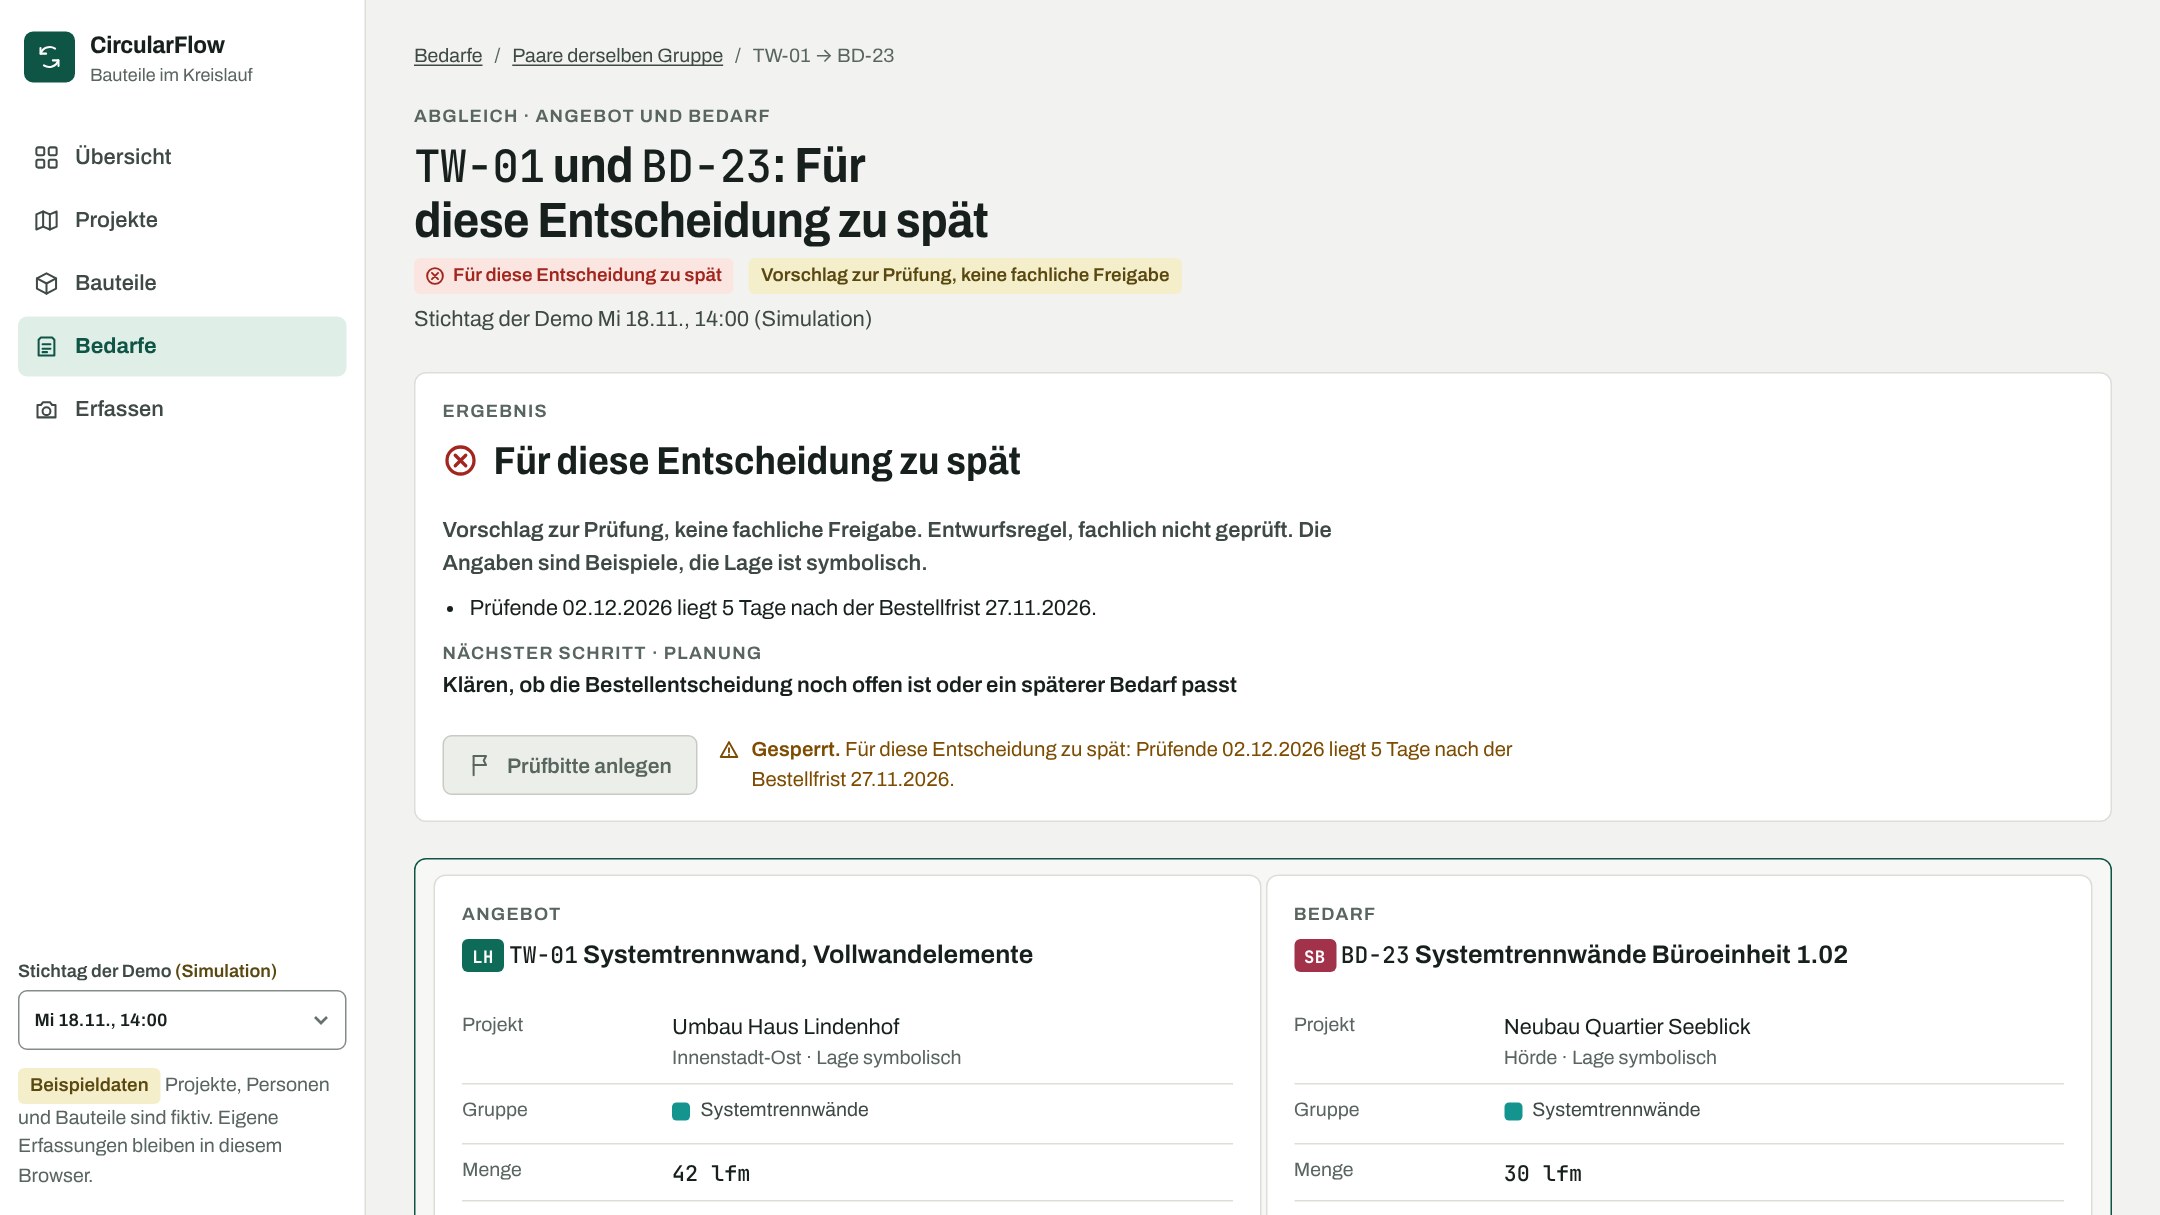 CircularFlow
Bauteile im Kreislauf
Übersicht
Projekte
Bauteile
Bedarfe
Erfassen
Stichtag der Demo (Simulation)
Mi 18.11., 14:00
Beispieldaten Projekte, Personen
und Bauteile sind fiktiv. Eigene
Erfassungen bleiben in diesem
Browser.
Bedarfe / Paare derselben Gruppe / TW-01 → BD-23
ABGLEICH · ANGEBOT UND BEDARF
TW-01 und BD-23: Für
diese Entscheidung zu spät
Für diese Entscheidung zu spät Vorschlag zur Prüfung, keine fachliche Freigabe
Stichtag der Demo Mi 18.11., 14:00 (Simulation)
ERGEBNIS
Für diese Entscheidung zu spät
Vorschlag zur Prüfung, keine fachliche Freigabe. Entwurfsregel, fachlich nicht geprüft. Die
Angaben sind Beispiele, die Lage ist symbolisch.
• Prüfende 02.12.2026 liegt 5 Tage nach der Bestellfrist 27.11.2026.
NÄCHSTER SCHRITT · PLANUNG
Klären, ob die Bestellentscheidung noch offen ist oder ein späterer Bedarf passt
Prüfbitte anlegen
Gesperrt. Für diese Entscheidung zu spät: Prüfende 02.12.2026 liegt 5 Tage nach der
Bestellfrist 27.11.2026.
ANGEBOT
LH TW-01 Systemtrennwand, Vollwandelemente
Projekt Umbau Haus Lindenhof
Innenstadt-Ost · Lage symbolisch
Gruppe Systemtrennwände
Menge 42 lfm
BEDARF
SB BD-23 Systemtrennwände Büroeinheit 1.02
Projekt Neubau Quartier Seeblick
Hörde · Lage symbolisch
Gruppe Systemtrennwände
Menge 30 lfm